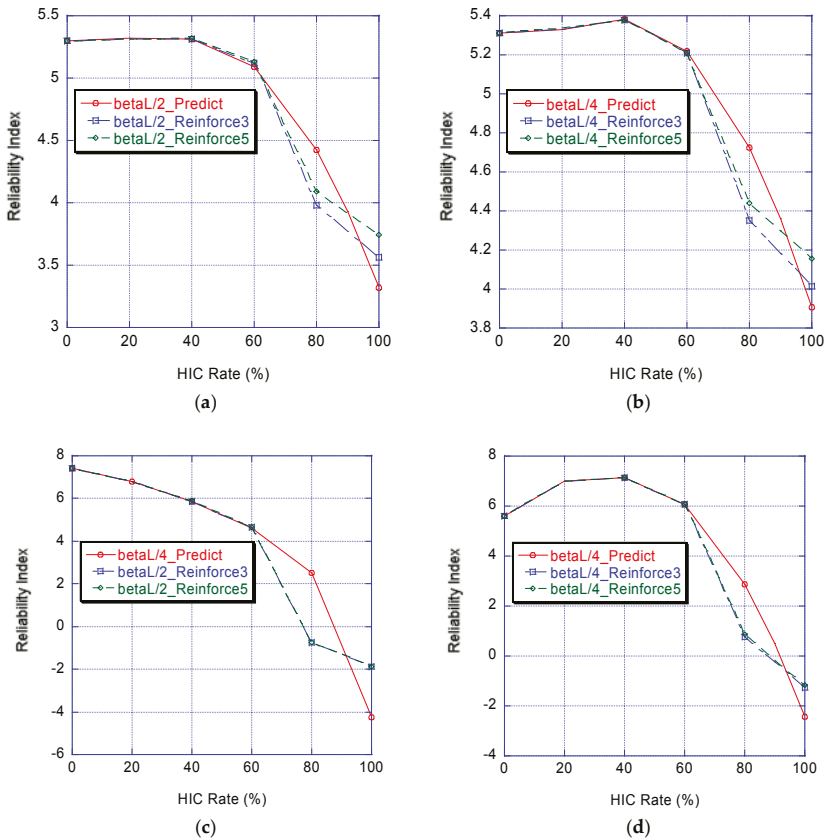 5.5
5
4.5
4
3.5
3
Reliability Index
betaL/2_Predict
betaL/2_Reinforce3
betaL/2_Reinforce5
0 20 40 60 80 100
HIC Rate (%)
(a)
5.4
5.2
5
4.8
4.6
4.4
4.2
4
3.8
Reliability Index
betaL/4_Predict
betaL/4_Reinforce3
betaL/4_Reinforce5
0 20 40 60 80 100
HIC Rate (%)
(b)
8
6
4
2
0
-2
-4
-6
Reliability Index
betaL/4_Predict
betaL/2_Reinforce3
betaL/2_Reinforce5
0 20 40 60 80 100
HIC Rate (%)
(c)
8
6
4
2
0
-2
-4
Reliability Index
betaL/4_Predict
betaL/4_Reinforce3
betaL/4_Reinforce5
0 20 40 60 80 100
HIC Rate (%)
(d)